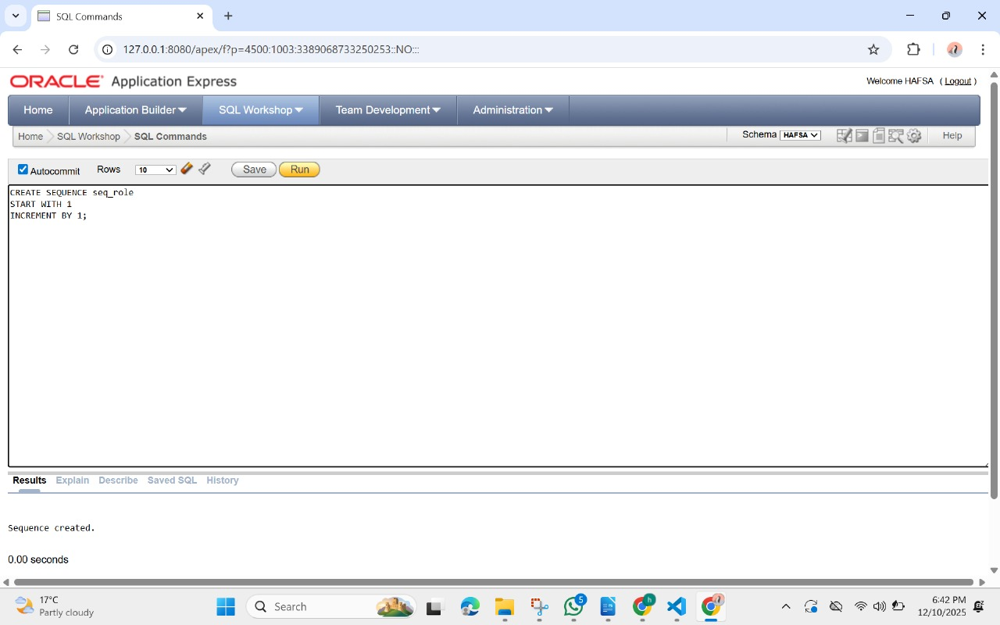 SQL Commands
127.0.0.1:8080/apex/f?p=4500:1003:3389068733250253::NO:::
ORACLE Application Express
Welcome HAFSA ( Logout )
Home Application Builder SQL Workshop Team Development Administration
Home SQL Workshop SQL Commands Schema HAFSA Help
Autocommit Rows 10 Save Run
CREATE SEQUENCE seq_role
START WITH 1
INCREMENT BY 1;
Results Explain Describe Saved SQL History
Sequence created.
0.00 seconds
17°C
Partly cloudy
Search
5
h
6:42 PM
12/10/2025